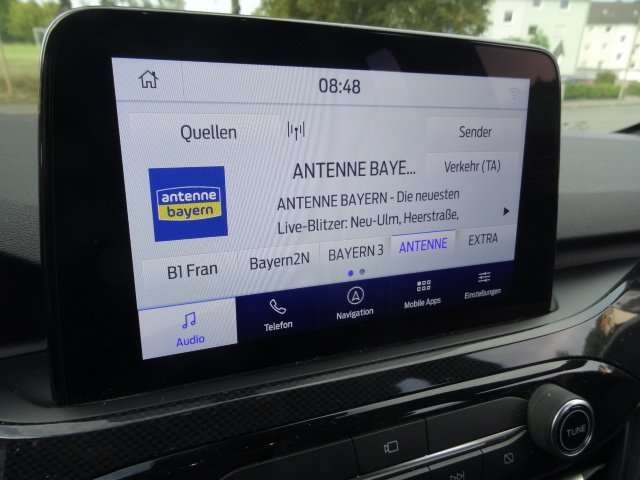 08:48
Quellen
Sender
antenne
bayern
ANTENNE BAYE...
Verkehr (TA)
ANTENNE BAYERN - Die neuesten
Live-Blitzer: Neu-Ulm, Heerstraße,
B1 Fran
Bayern2N
BAYERN 3
ANTENNE
EXTRA
Audio
Telefon
Navigation
Mobile Apps
Einstellungen
TUNE